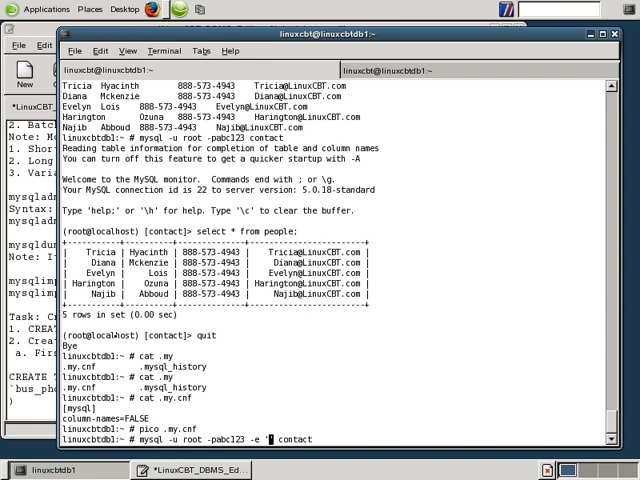 Applications Places Desktop
linuxcbt@linuxcbtdb1:~
File Edit View Terminal Tabs Help
linuxcbt@linuxcbtdb1:~
linuxcbt@linuxcbtdb1:~
Tricia Hyacinth 888-573-4943 Tricia@LinuxCBT.com
Diana Mckenzie 888-573-4943 Diana@LinuxCBT.com
Evelyn Lois 888-573-4943 Evelyn@LinuxCBT.com
Harington Ozuna 888-573-4943 Harington@LinuxCBT.com
Najib Abboud 888-573-4943 Najib@LinuxCBT.com
linuxcbtdb1:~ # mysql -u root -pabc123 contact
Reading table information for completion of table and column names
You can turn off this feature to get a quicker startup with -A
Welcome to the MySQL monitor. Commands end with ; or \g.
Your MySQL connection id is 22 to server version: 5.0.18-standard
Type 'help;' or '\h' for help. Type '\c' to clear the buffer.
(root@localhost) [contact]> select * from people;
+----------+----------+--------------+------------------------+
| Tricia | Hyacinth | 888-573-4943 | Tricia@LinuxCBT.com |
| Diana | Mckenzie | 888-573-4943 | Diana@LinuxCBT.com |
| Evelyn | Lois | 888-573-4943 | Evelyn@LinuxCBT.com |
| Harington | Ozuna | 888-573-4943 | Harington@LinuxCBT.com |
| Najib | Abboud | 888-573-4943 | Najib@LinuxCBT.com |
+----------+----------+--------------+------------------------+
5 rows in set (0.00 sec)
(root@localhost) [contact]> quit
Bye
linuxcbtdb1:~ # cat .my
.my.cnf .mysql_history
linuxcbtdb1:~ # cat .my
.my.cnf .mysql_history
linuxcbtdb1:~ # cat .my.cnf
[mysql]
column-names=FALSE
linuxcbtdb1:~ # pico .my.cnf
linuxcbtdb1:~ # mysql -u root -pabc123 -e '' contact
File Edit
New
*LinuxCBT_
2. Batc
Note: Mo
1. Short
2. Long
3. Varia
mysqladm
Syntax:
mysqladm
mysqldum
Note: It
mysqlimp
mysqlimp
Task: Cr
1. CREAT
2. Creat
a. Firs
CREATE T
`bus_pho
)
linuxcbtdb1
*LinuxCBT_DBMS_Ed...